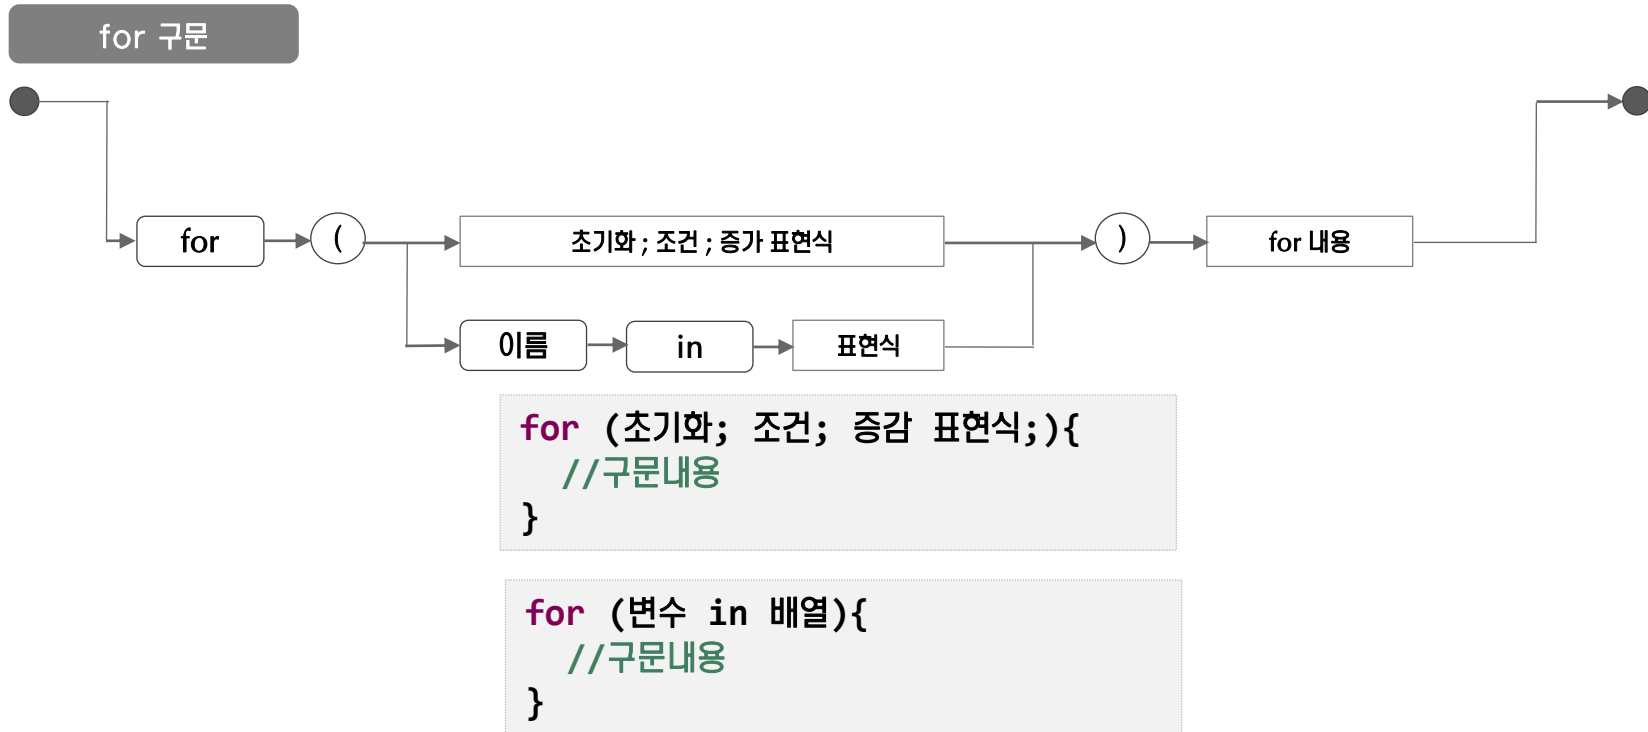 for 구문
for ( 초기화 ; 조건 ; 증가 표현식 ) for 내용
이름 in 표현식
for (초기화; 조건; 증감 표현식;){
//구문내용
}
for (변수 in 배열){
//구문내용
}